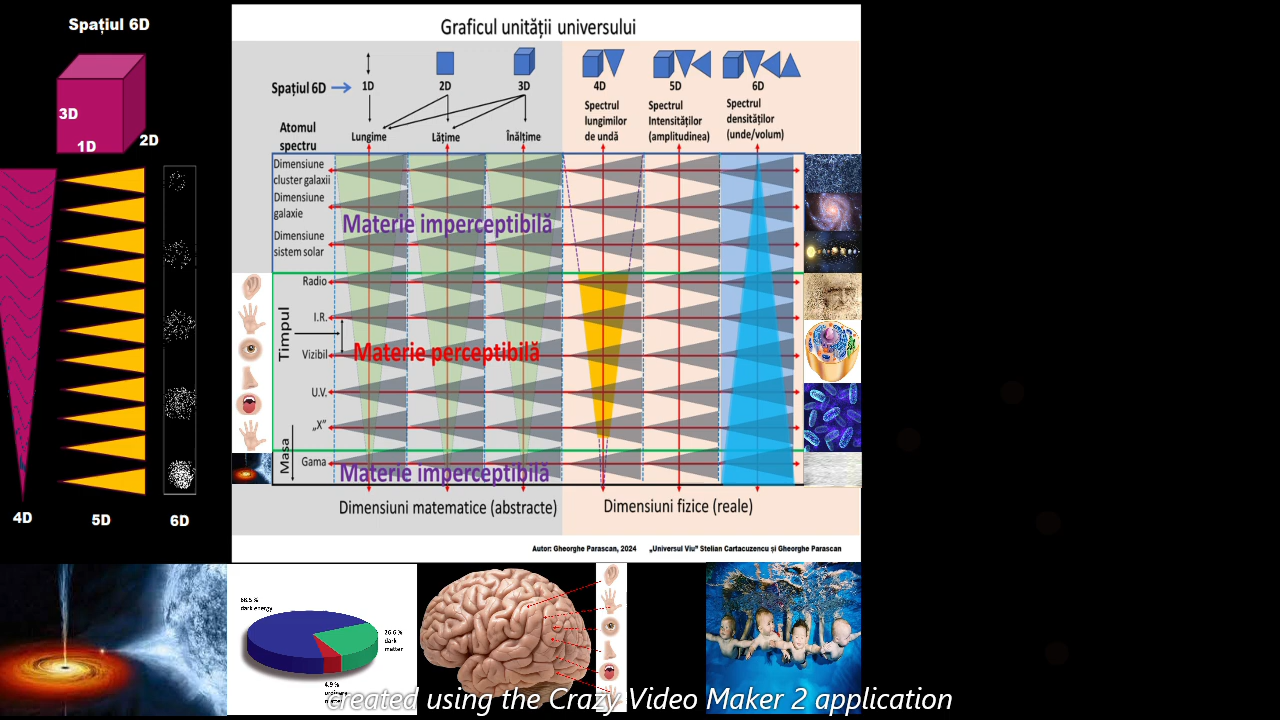 Spațiul 6D
3D
1D
2D
4D
5D
6D
Graficul unității universului
Spațiul 6D
1D
2D
3D
4D
5D
6D
Spectrul
lungimilor
de undă
Spectrul
Intensităților
(amplitudinea)
Spectrul
densităților
(unde/volum)
Atomul
spectru
Lungime
Lățime
Înălțime
Dimensiune
cluster galaxii
Dimensiune
galaxie
Dimensiune
sistem solar
Materie imperceptibilă
Radio
I.R.
Timpul
Vizibil
Materie perceptibilă
U.V.
„X”
Masa
Gama
Materie imperceptibilă
Dimensiuni matematice (abstracte)
Dimensiuni fizice (reale)
Autor: Gheorghe Parascan, 2024 „Universul Viu” Stelian Cartacuzencu și Gheorghe Parascan
dark energy
26.6 %
dark
matter
4.9 %
created using the Crazy Video Maker 2 application